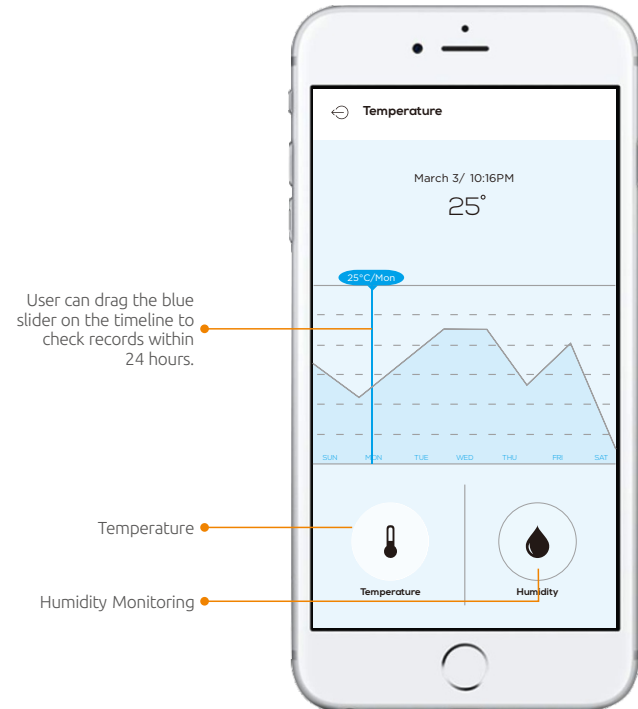 Temperature
March 3/ 10:16PM
25°
25°C/Mon
User can drag the blue
slider on the timeline to
check records within
24 hours.
SUN MON TUE WED THU FRI SAT
Temperature
Humidity Monitoring
Temperature Humidity